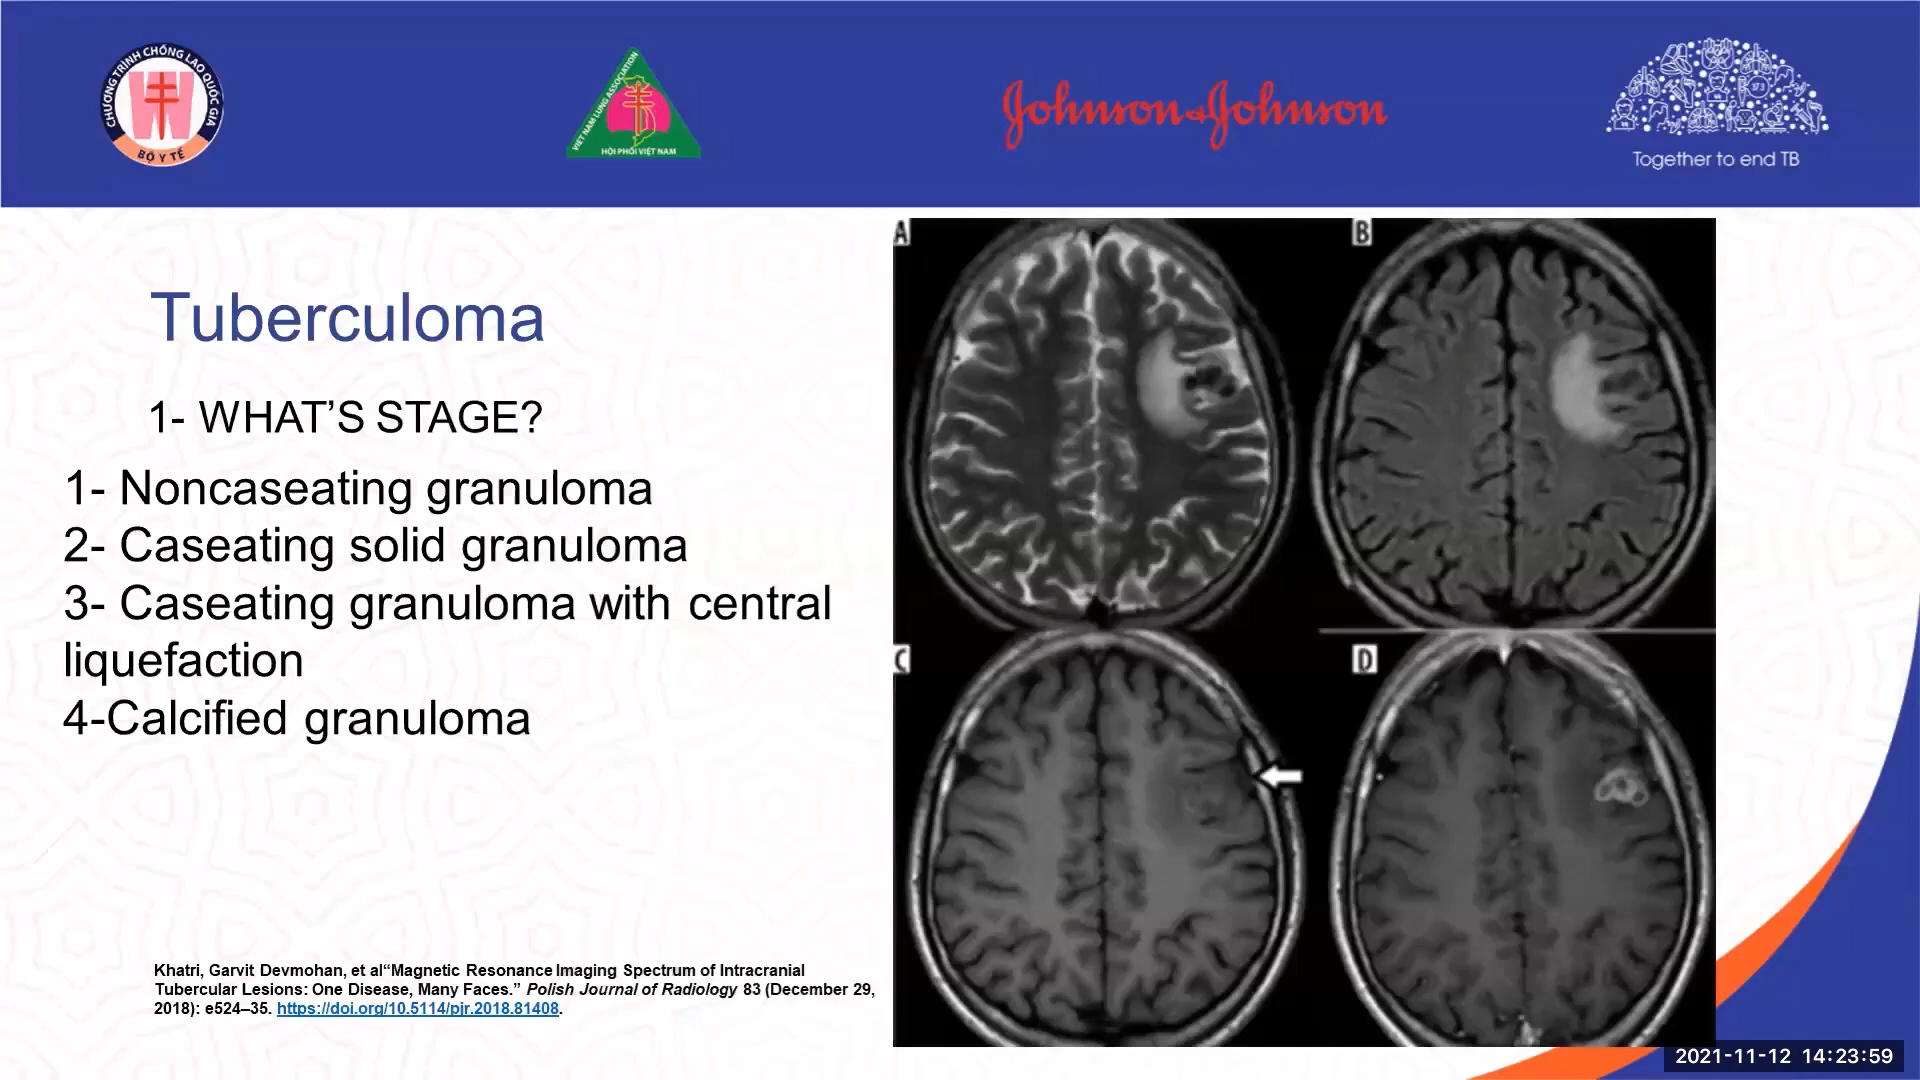 CHƯƠNG TRÌNH CHỐNG LAO QUỐC GIA
BỘ Y TẾ
VIET NAM LUNG ASSOCIATION
HỘI PHỔI VIỆT NAM
Johnson&Johnson
Together to end TB
Tuberculoma
1- WHAT’S STAGE?
1- Noncaseating granuloma
2- Caseating solid granuloma
3- Caseating granuloma with central
liquefaction
4-Calcified granuloma
A
B
C
D
Khatri, Garvit Devmohan, et al“Magnetic Resonance Imaging Spectrum of Intracranial
Tubercular Lesions: One Disease, Many Faces.” Polish Journal of Radiology 83 (December 29,
2018): e524–35. https://doi.org/10.5114/pjr.2018.81408.
2021-11-12 14:23:59